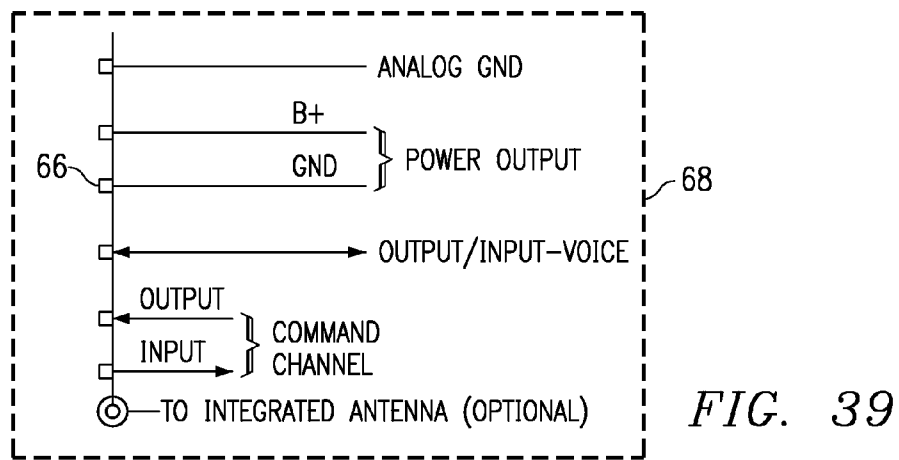 ANALOG GND
B+
POWER OUTPUT
66
GND
68
OUTPUT/INPUT-VOICE
OUTPUT
COMMAND
CHANNEL
INPUT
TO INTEGRATED ANTENNA (OPTIONAL)
FIG. 39